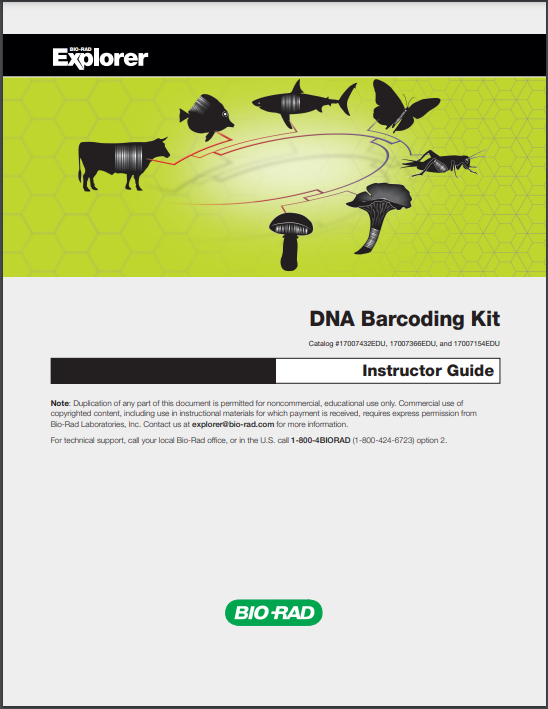 BIO-RAD
Explorer
DNA Barcoding Kit
Catalog #17007432EDU, 17007366EDU, and 17007154EDU
Instructor Guide
Note: Duplication of any part of this document is permitted for noncommercial, educational use only. Commercial use of
copyrighted content, including use in instructional materials for which payment is received, requires express permission from
Bio-Rad Laboratories, Inc. Contact us at explorer@bio-rad.com for more information.
For technical support, call your local Bio-Rad office, or in the U.S. call 1-800-4BIORAD (1-800-424-6723) option 2.
BIO-RAD